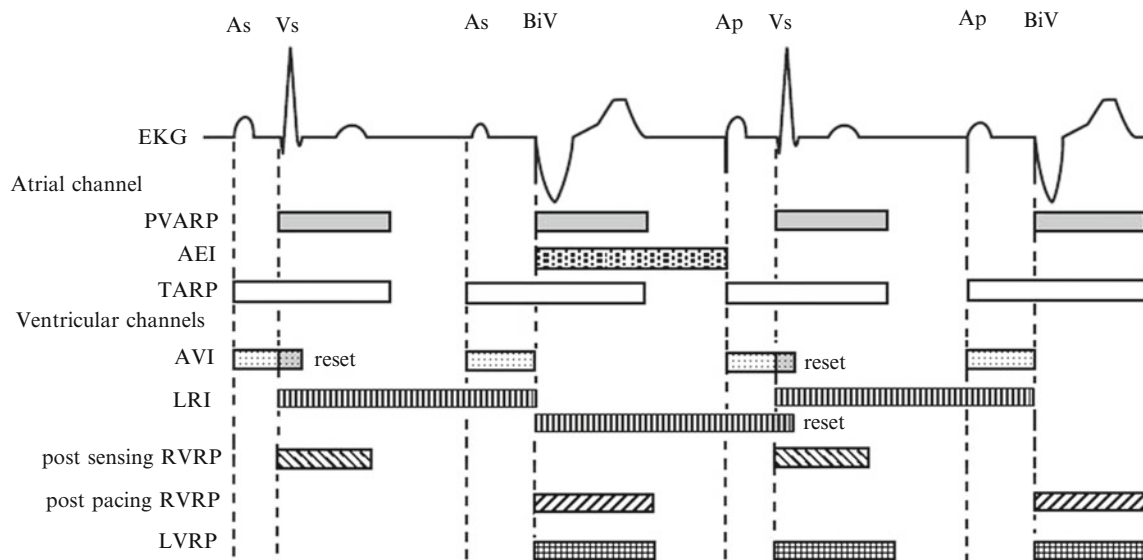 As Vs As BiV Ap Vs Ap BiV
EKG
Atrial channel
PVARP
AEI
TARP
Ventricular channels
AVI reset reset
LRI
reset
post sensing RVRP
post pacing RVRP
LVRP